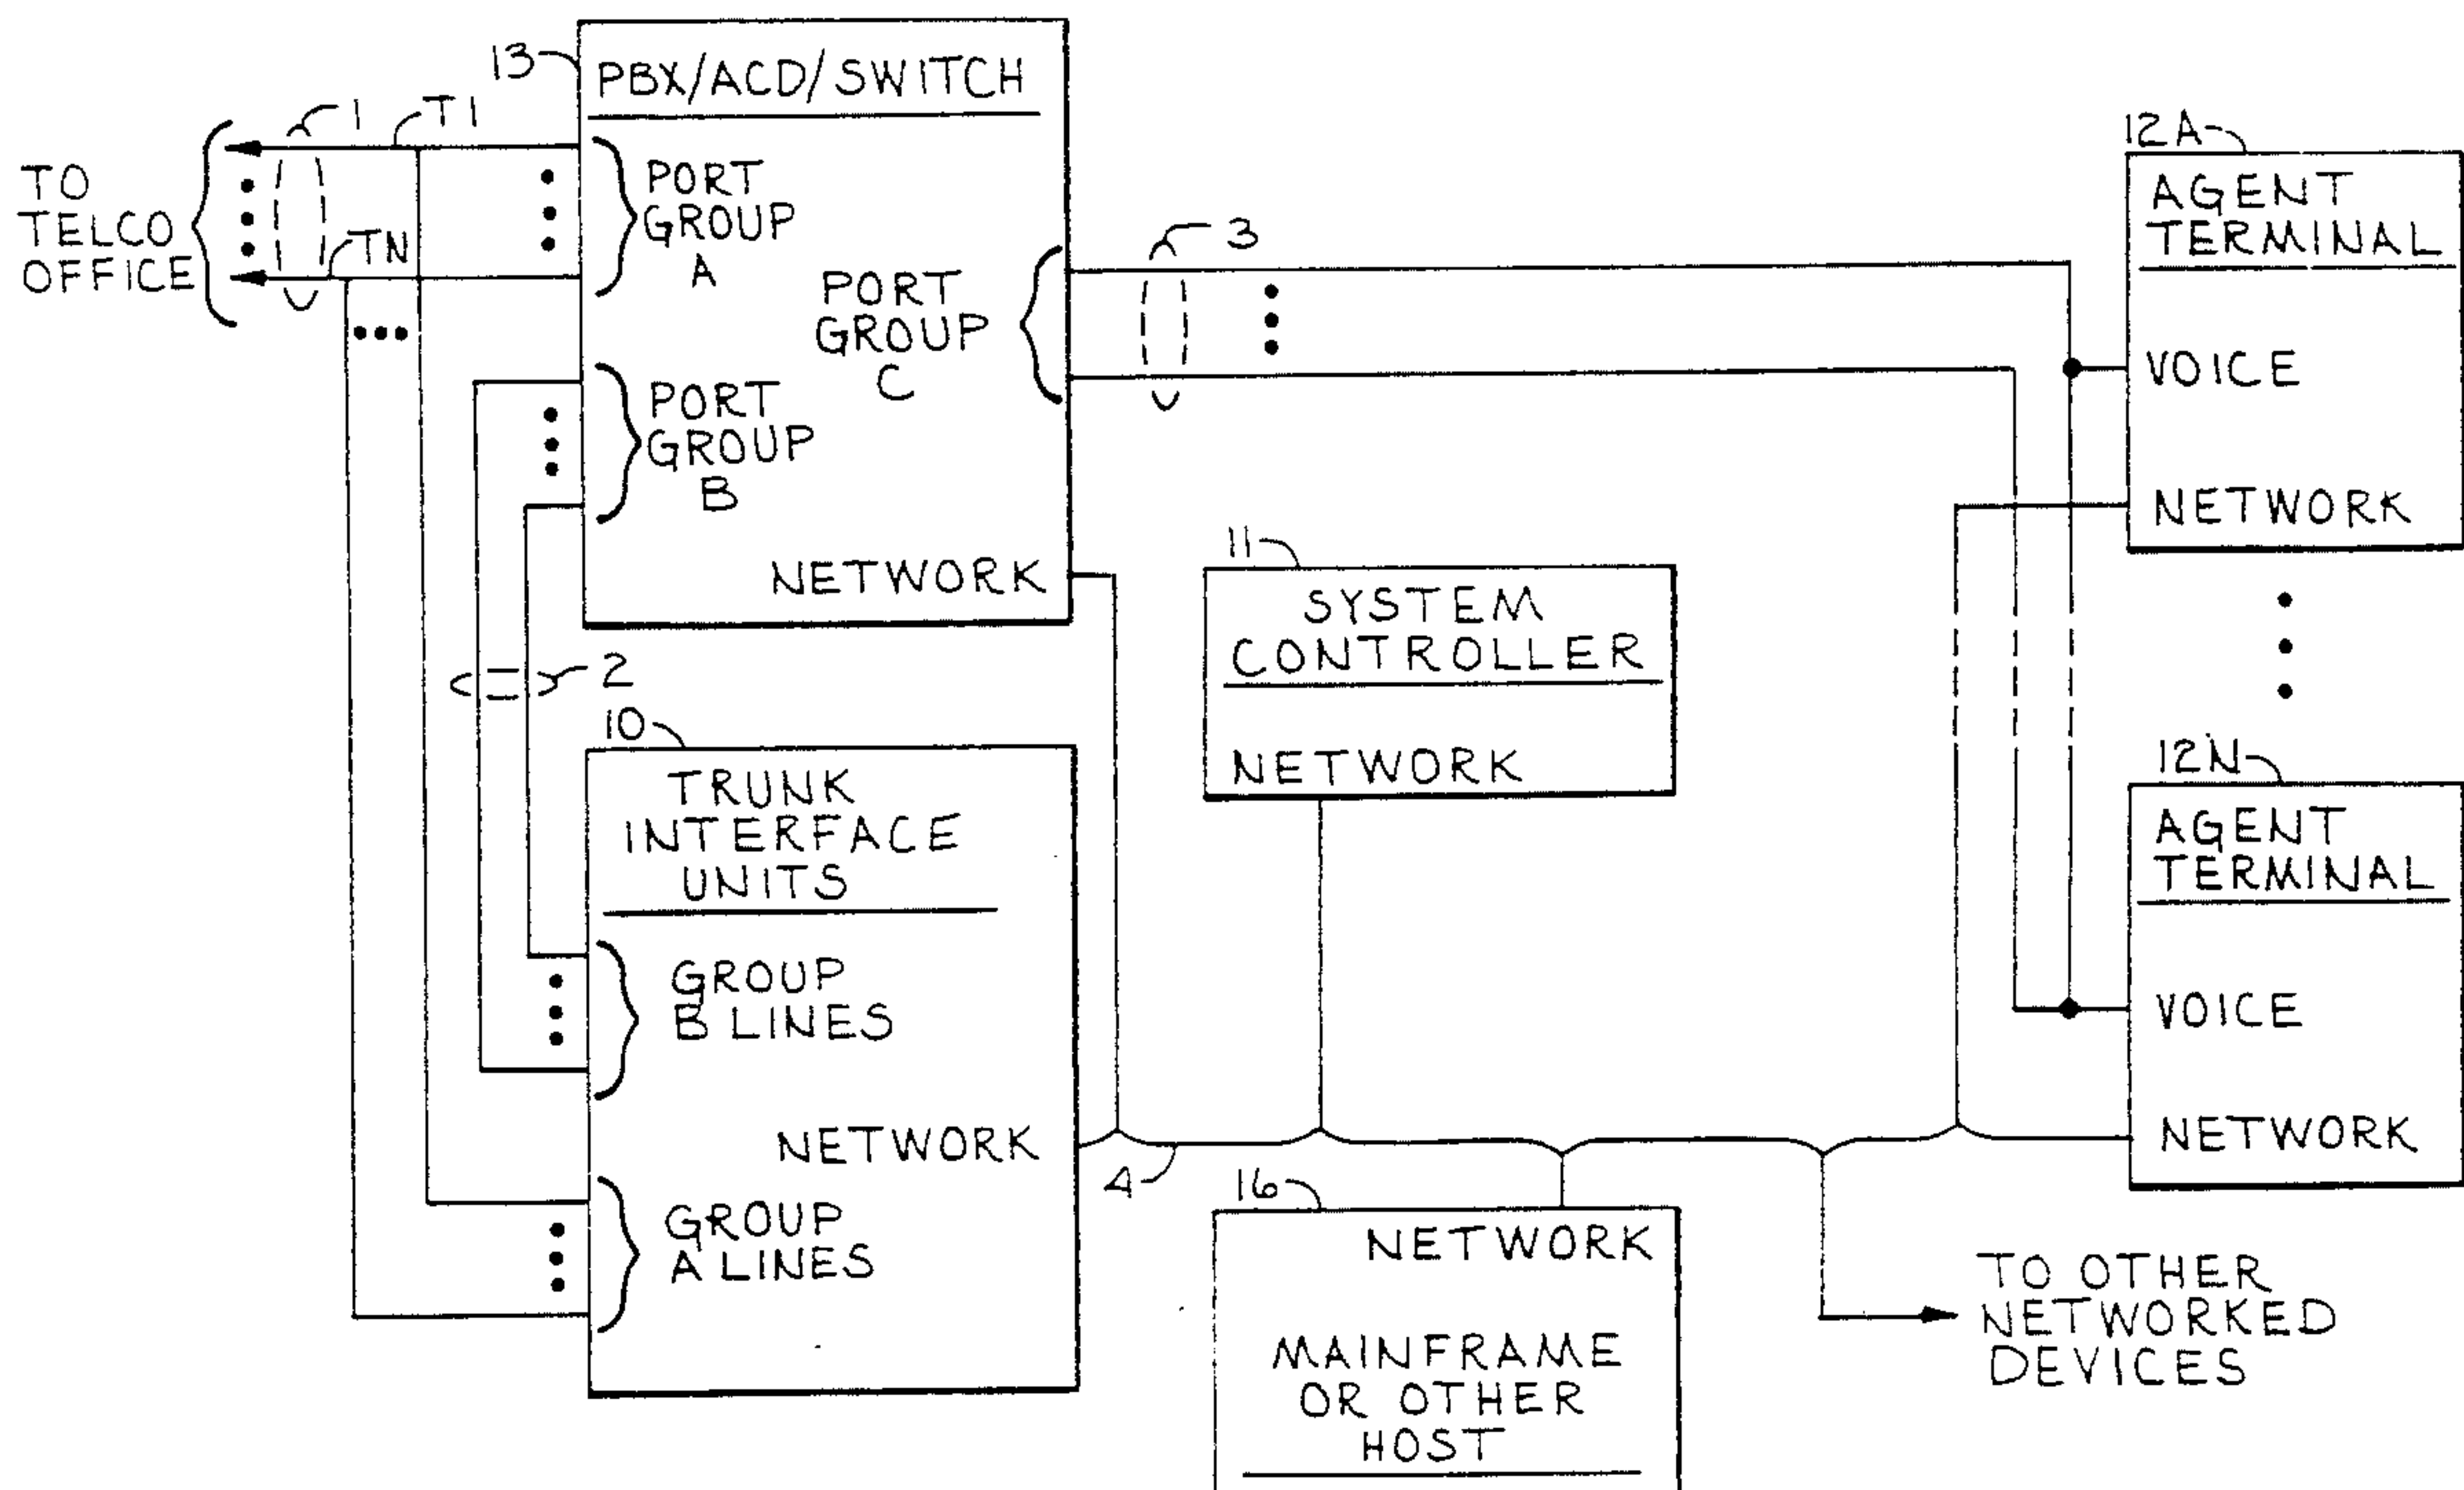 13
PBX/ACD/SWITCH
1
T1
TO
TELCO
OFFICE
TN
PORT
GROUP
A
PORT
GROUP
C
3
PORT
GROUP
B
NETWORK
2
12A
AGENT
TERMINAL
VOICE
NETWORK
11
SYSTEM
CONTROLLER
NETWORK
10
TRUNK
INTERFACE
UNITS
GROUP
B LINES
NETWORK
GROUP
A LINES
4
12N
AGENT
TERMINAL
VOICE
NETWORK
16
NETWORK
MAINFRAME
OR OTHER
HOST
TO OTHER
NETWORKED
DEVICES